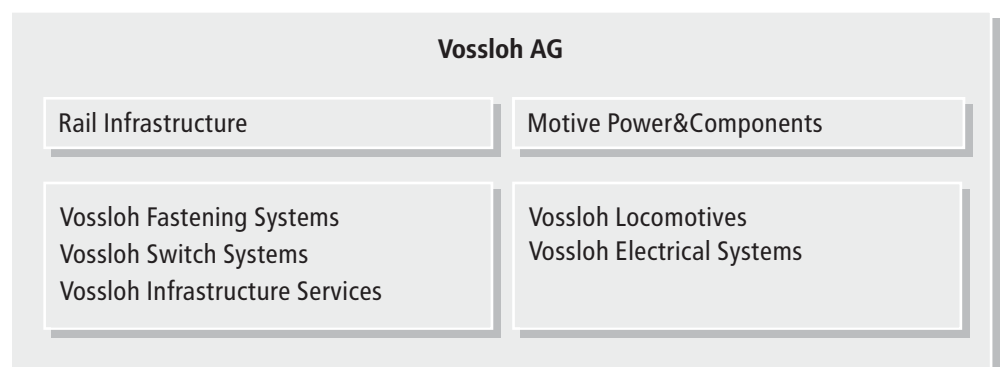 Vossloh AG
Rail Infrastructure
Motive Power&Components
Vossloh Fastening Systems
Vossloh Switch Systems
Vossloh Infrastructure Services
Vossloh Locomotives
Vossloh Electrical Systems